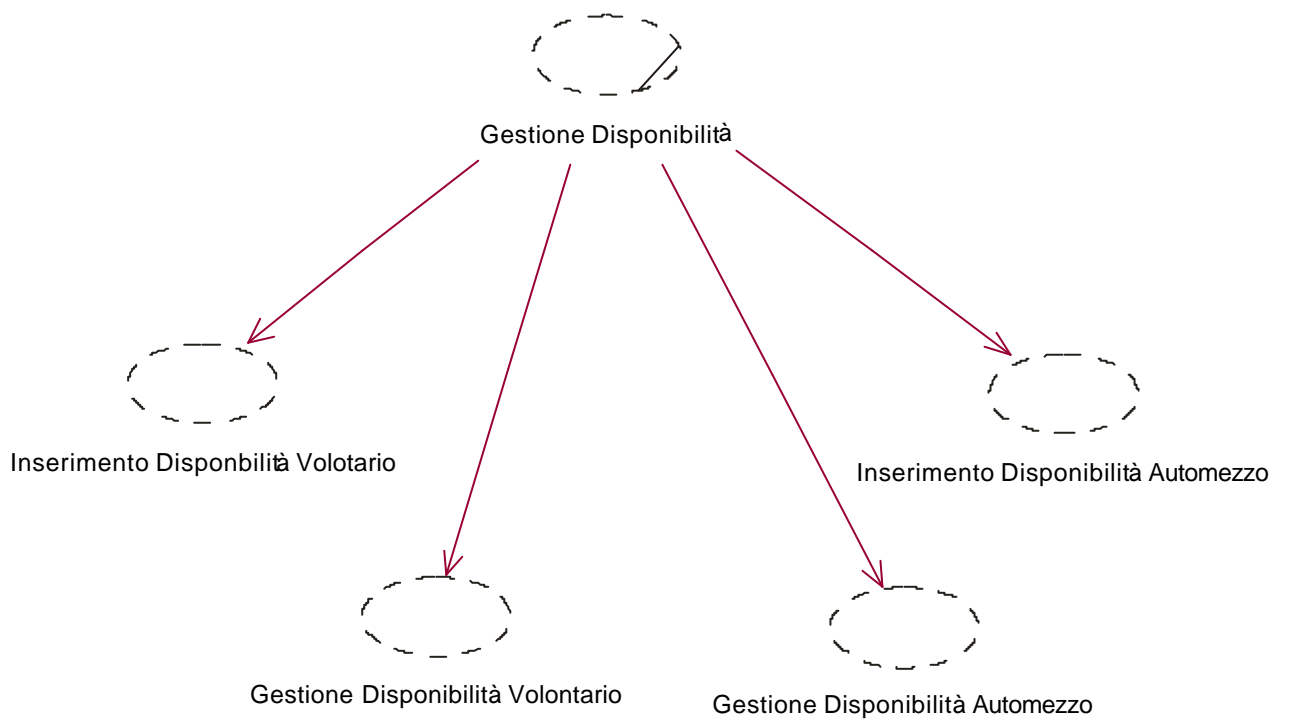 Gestione Disponibilità
Inserimento Disponbilità Volotario
Inserimento Disponibilità Automezzo
Gestione Disponibilità Volontario
Gestione Disponibilità Automezzo